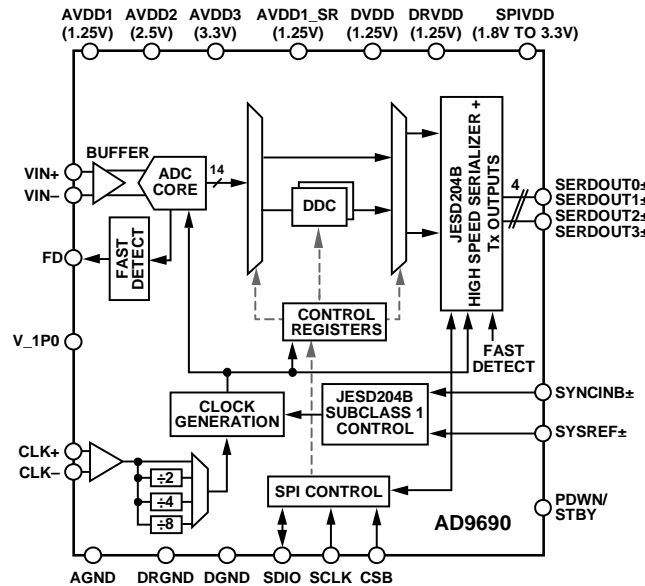 AVDD1 AVDD2 AVDD3 AVDD1_SR DVDD DRVDD SPIVDD
(1.25V) (2.5V) (3.3V) (1.25V) (1.25V) (1.25V) (1.8V TO 3.3V)
BUFFER
VIN+
VIN–
ADC
CORE
14
DDC
JESD204B
HIGH SPEED SERIALIZER +
Tx OUTPUTS
4
SERDOUT0±
SERDOUT1±
SERDOUT2±
SERDOUT3±
FD
FAST
DETECT
CONTROL
REGISTERS
V_1P0
FAST
DETECT
CLOCK
GENERATION
JESD204B
SUBCLASS 1
CONTROL
SYNCINB±
SYSREF±
CLK+
CLK–
÷2
÷4
÷8
SPI CONTROL
PDWN/
STBY
AD9690
AGND DRGND DGND SDIO SCLK CSB